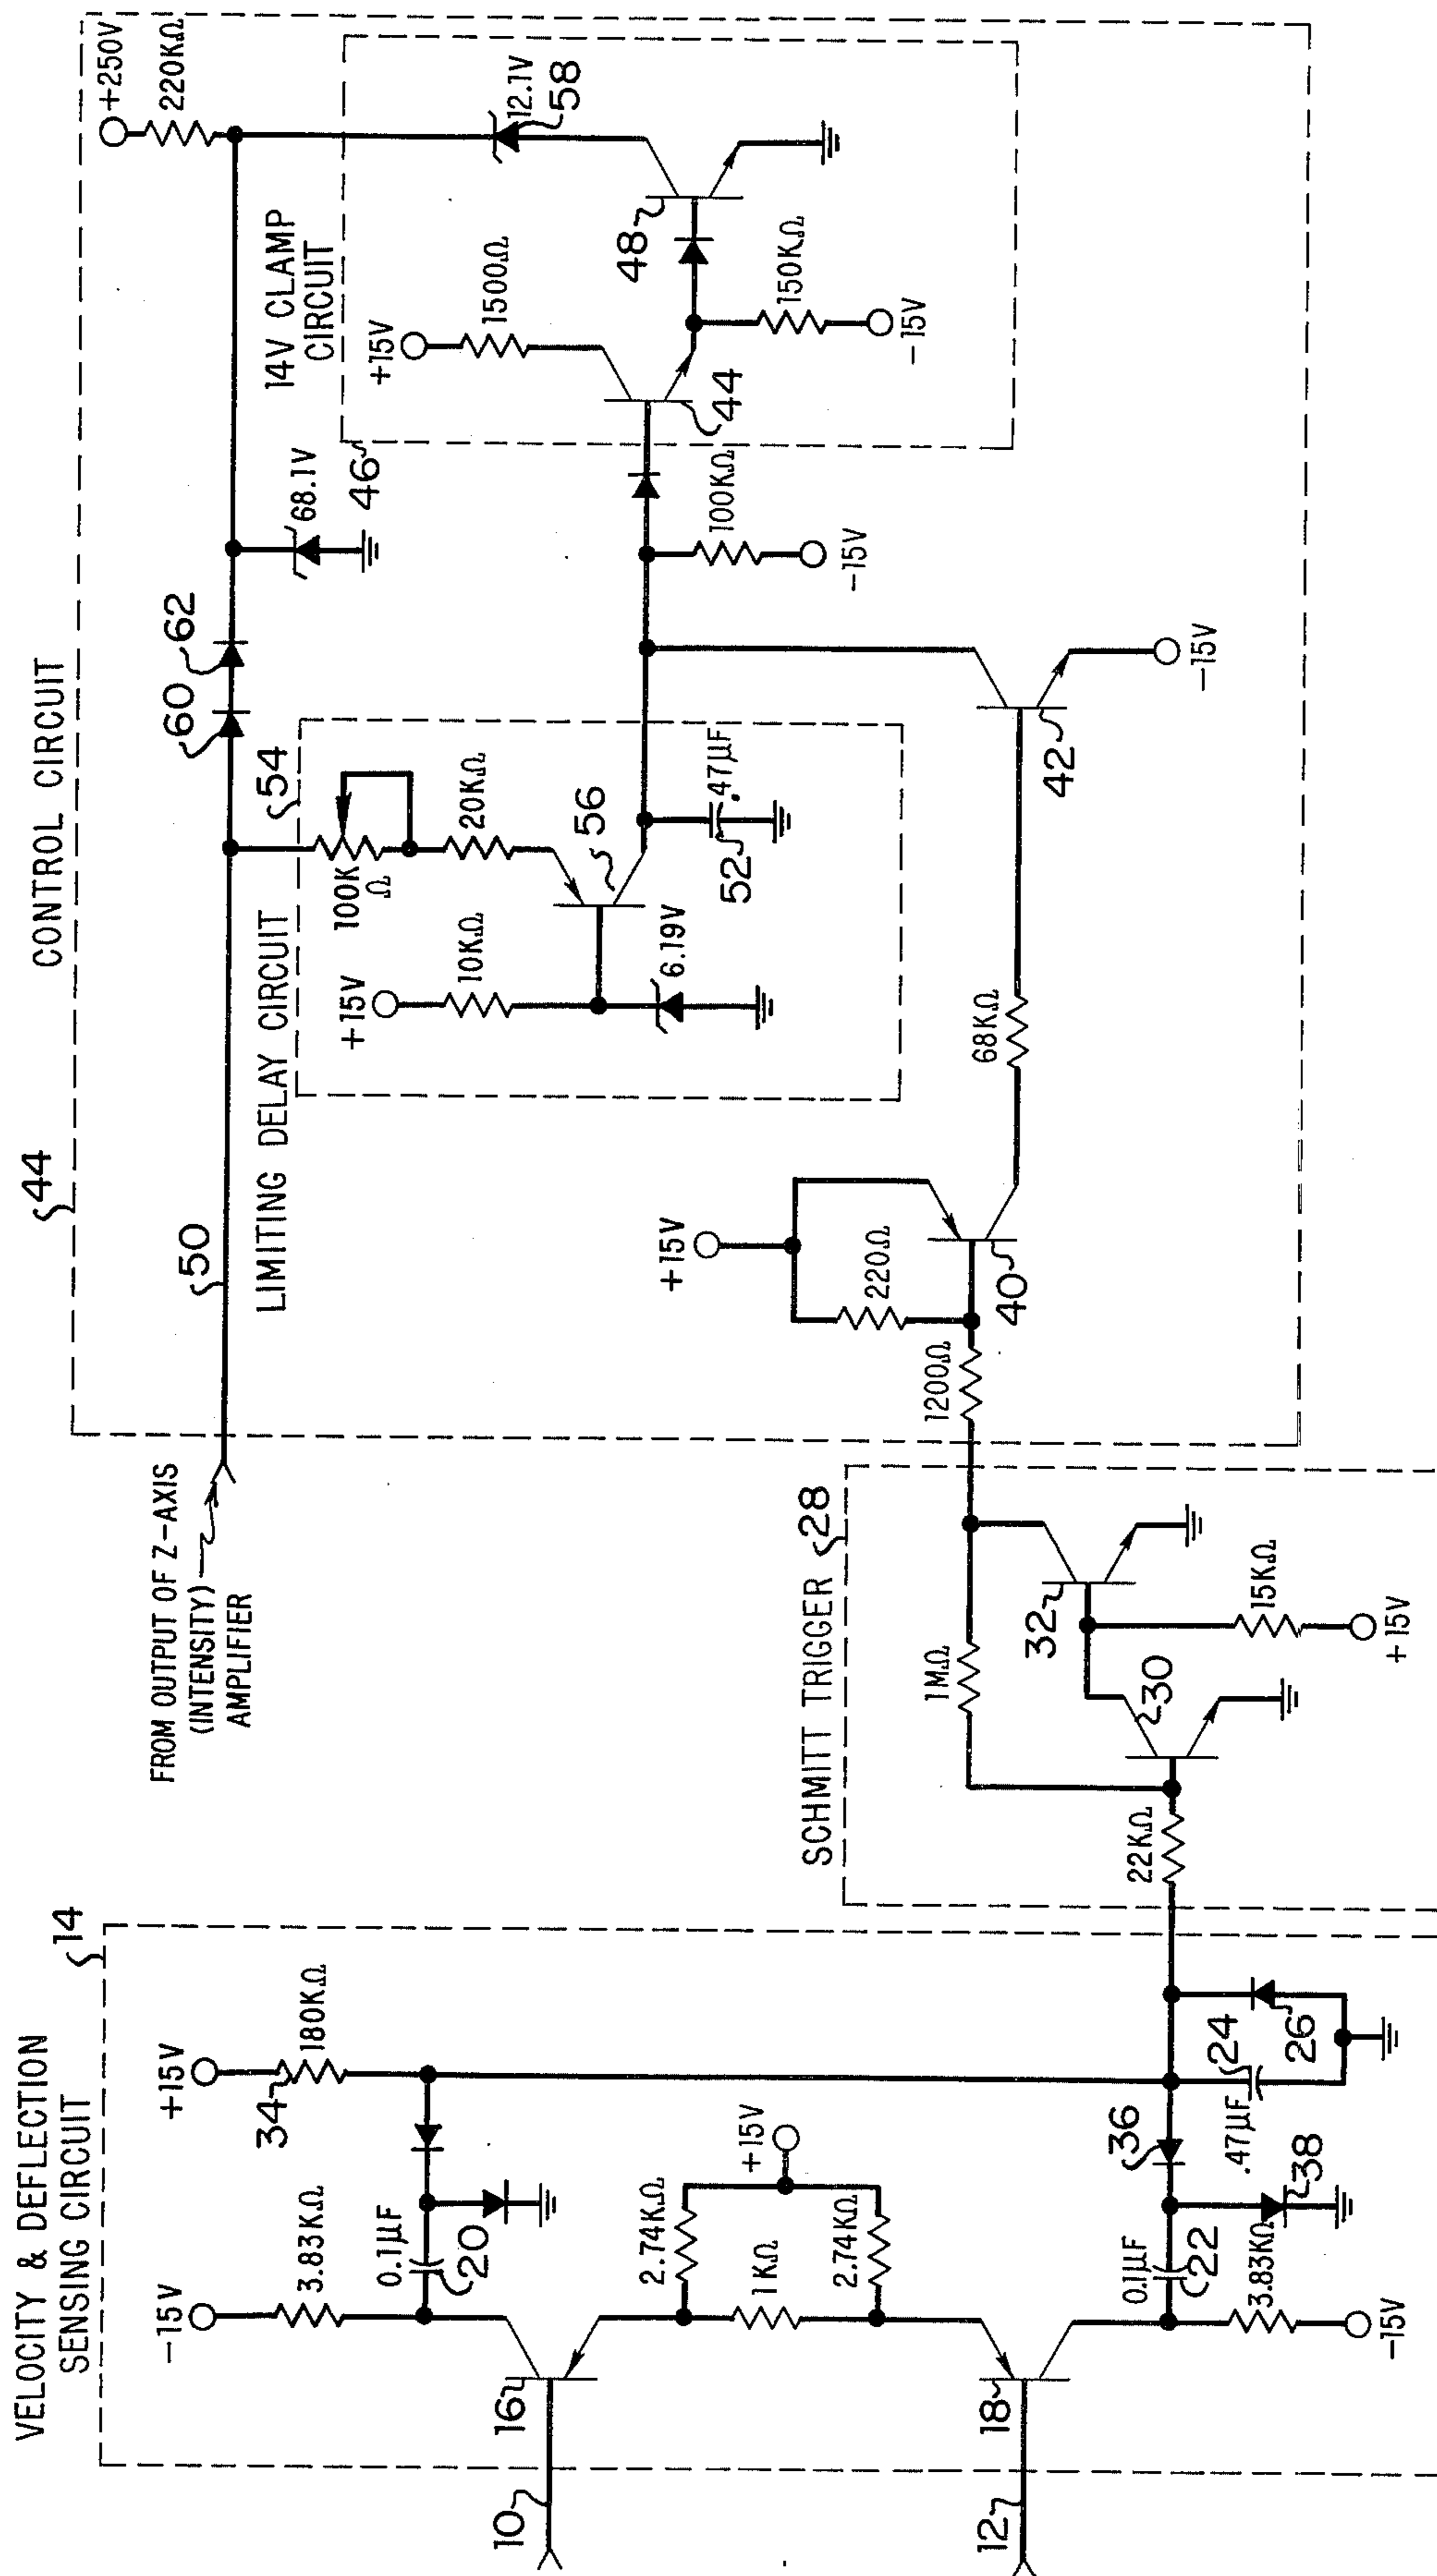 CONTROL CIRCUIT
44
+250V
220KΩ
50
60
62
68.1V
14V CLAMP
CIRCUIT
46
+15V
1500Ω
12.1V
58
48
44
150KΩ
-15V
100KΩ
-15V
FROM OUTPUT OF Z-AXIS
(INTENSITY)
AMPLIFIER
LIMITING DELAY CIRCUIT
54
100K
Ω
20KΩ
56
+15V
10KΩ
6.19V
.47µF
52
+15V
220Ω
40
1200Ω
68KΩ
42
-15V
SCHMITT TRIGGER
28
1MΩ
32
30
22KΩ
15KΩ
+15V
VELOCITY & DEFLECTION
SENSING CIRCUIT
14
-15V
3.83KΩ
+15V
34
180KΩ
0.1µF
20
16
10
2.74KΩ
1KΩ
2.74KΩ
+15V
18
12
36
24
26
.47µF
38
0.1µF
22
3.83KΩ
-15V